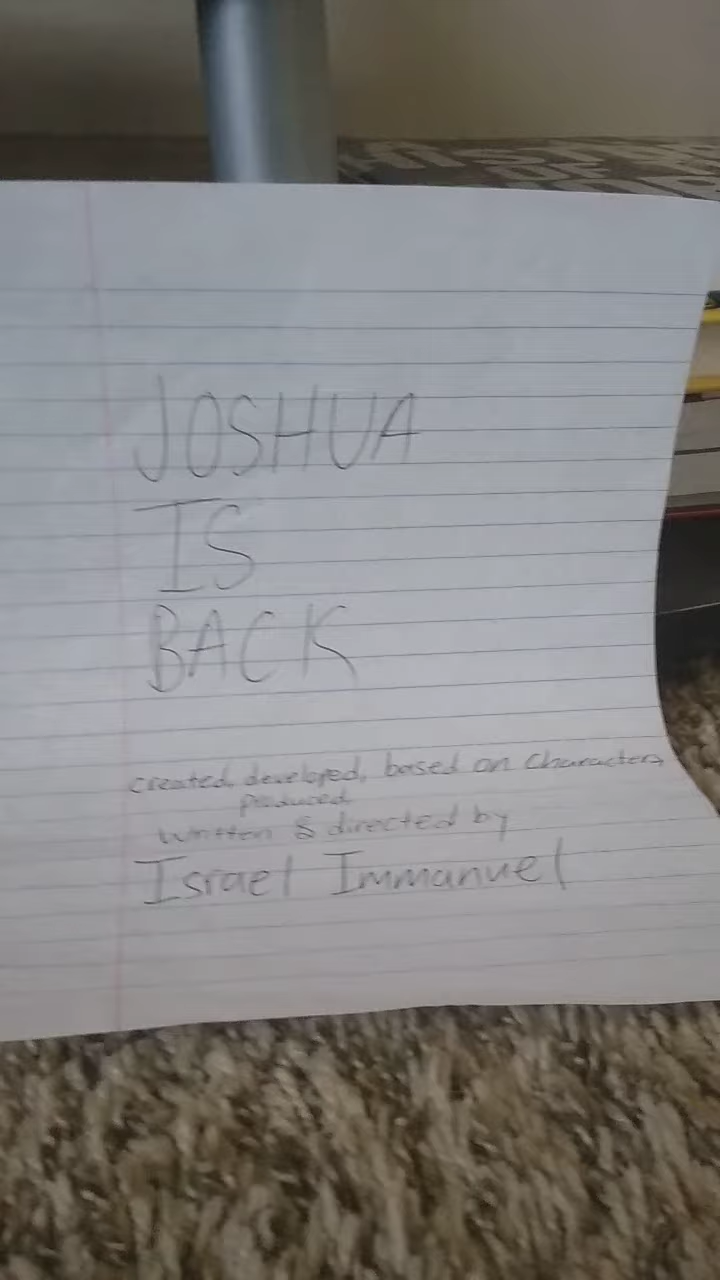 JOSHUA
IS
BACK
created, developed, based on characters,
produced
written & directed by
Israel Immanuel